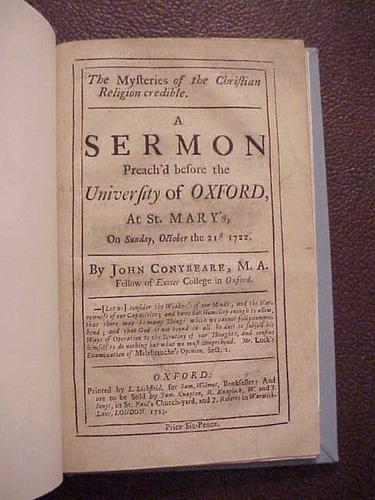 The Myſteries of the Chriſtian
Religion credible.
A
SERMON
Preach'd before the
Univerſity of OXFORD,
At St. MARY's,
On Sunday, October the 21st 1722.
By JOHN CONYBEARE, M. A.
Fellow of Exeter College in Oxford.
—[Let us] conſider the Weakneſs of our Minds, and the Nar-
rowneſs of our Capacities; and have but Humility enough to allow,
that there may be many Things which we cannot fully compre-
hend; and that God is not bound in all he does to ſubject his
Ways of Operation to the Scrutiny of our Thoughts, and confine
himſelf to do nothing but what we muſt comprehend. Mr. Lock's
Examination of Malebranche's Opinion, Sect. 2.
OXFORD:
Printed by L. Lichfield, for Sam. Wilmot, Bookſeller: And
are to be Sold by Jam. Knapton, R. Knaplock, W. and J.
Innys, in St. Paul's Church-yard, and J. Roberts in Warwick-
Lane, LONDON. 1723.
Price Six-Pence.